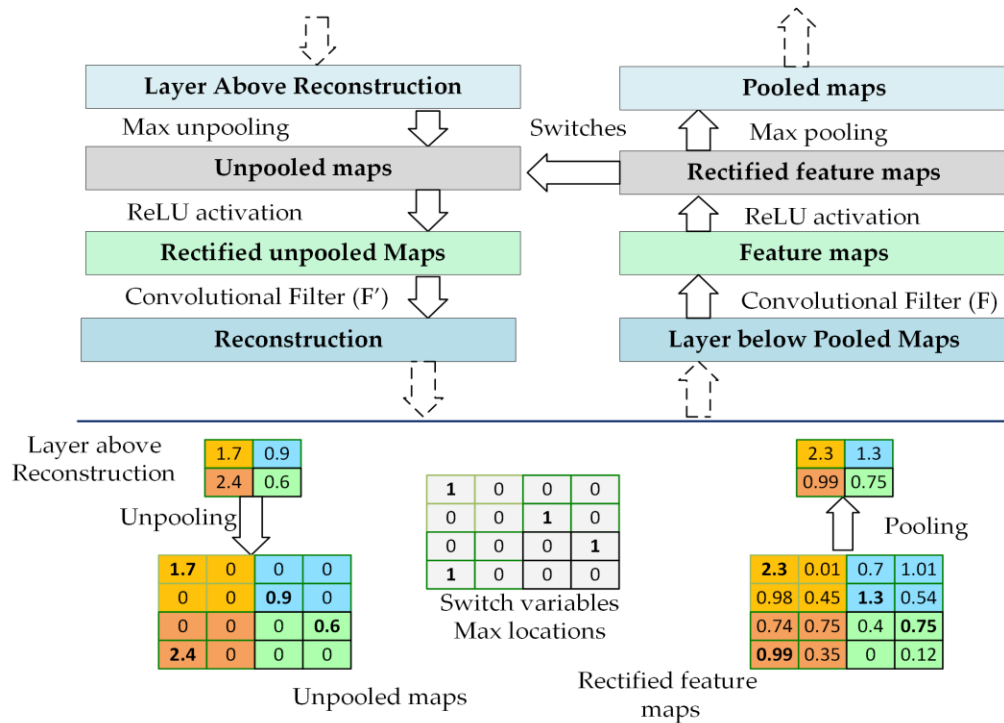 Layer Above Reconstruction
Max unpooling
Unpooled maps
ReLU activation
Rectified unpooled Maps
Convolutional Filter (F’)
Reconstruction
Switches
Pooled maps
Max pooling
Rectified feature maps
ReLU activation
Feature maps
Convolutional Filter (F)
Layer below Pooled Maps
Layer above
Reconstruction
1.7 0.9
2.4 0.6
Unpooling
1.7 0 0 0
0 0 0.9 0
0 0 0 0.6
2.4 0 0 0
Unpooled maps
1 0 0 0
0 0 1 0
0 0 0 1
1 0 0 0
Switch variables
Max locations
2.3 1.3
0.99 0.75
Pooling
2.3 0.01 0.7 1.01
0.98 0.45 1.3 0.54
0.74 0.75 0.4 0.75
0.99 0.35 0 0.12
Rectified feature
maps